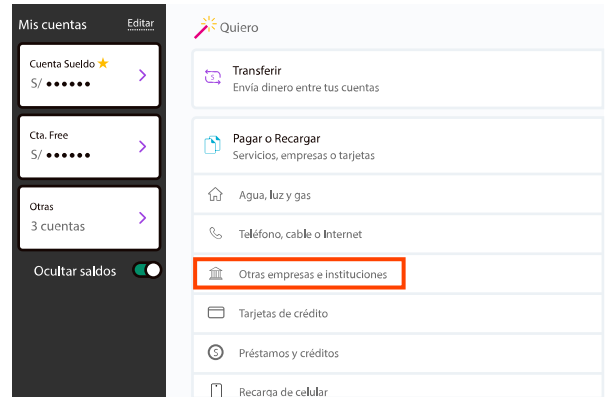 Mis cuentas
Editar
Cuenta Sueldo
S/ ••••••
Cta. Free
S/ ••••••
Otras
3 cuentas
Ocultar saldos
Quiero
Transferir
Envía dinero entre tus cuentas
Pagar o Recargar
Servicios, empresas o tarjetas
Agua, luz y gas
Teléfono, cable o Internet
Otras empresas e instituciones
Tarjetas de crédito
Préstamos y créditos
Recarga de celular